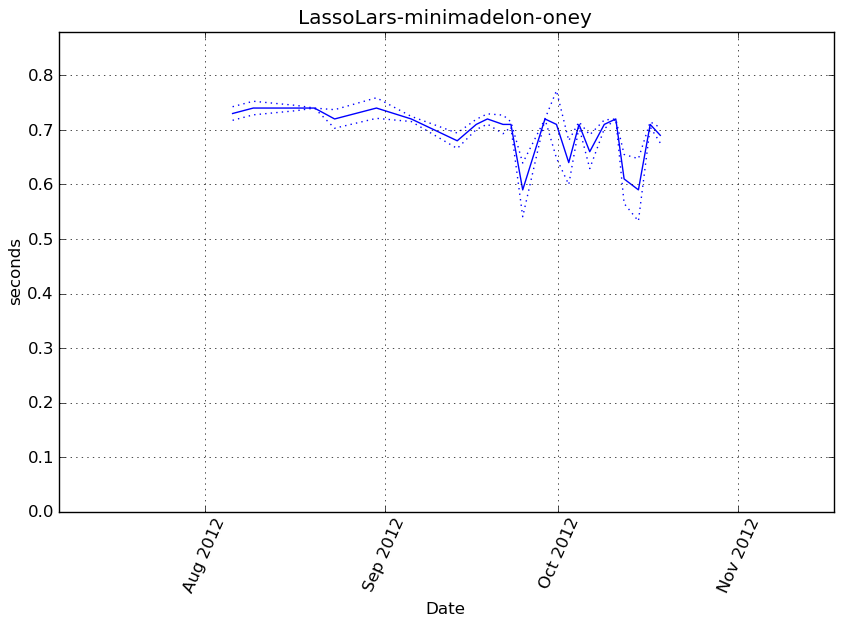 LassoLars-minimadelon-oney
0.8
0.7
0.6
0.5
0.4
0.3
0.2
0.1
0.0
seconds
Aug 2012
Sep 2012
Oct 2012
Nov 2012
Date